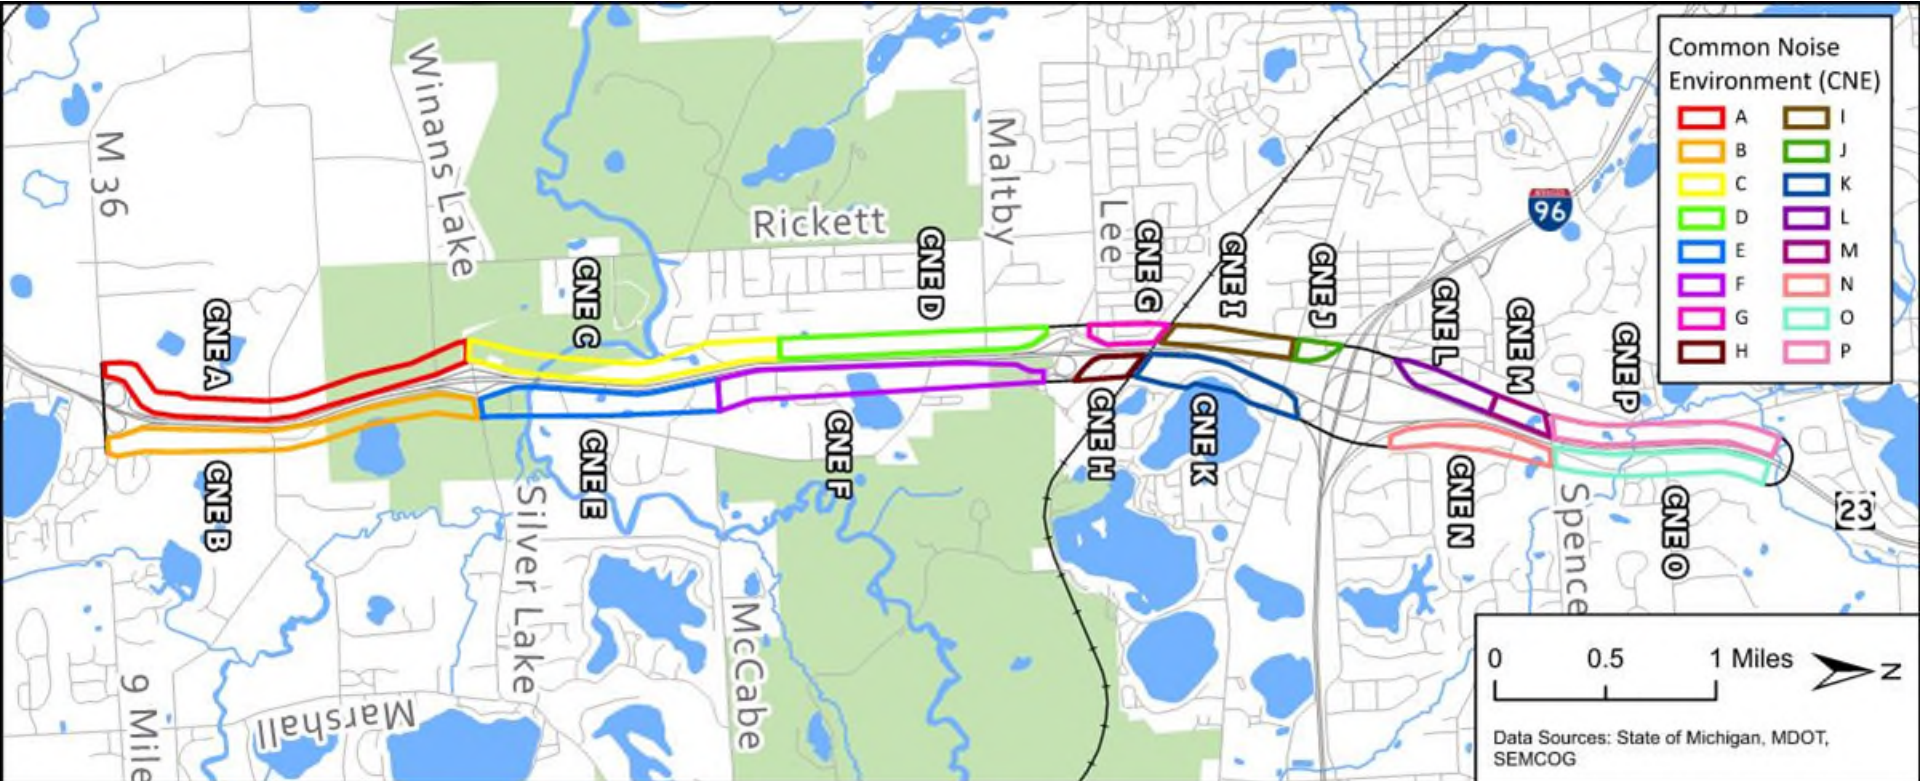 M 36
Winans Lake
Rickett
Maltby
Lee
CNE A
CNE B
CNE C
CNE D
CNE E
CNE F
CNE G
CNE H
CNE I
CNE J
CNE K
CNE L
CNE M
CNE N
CNE O
CNE P
Silver Lake
McCabe
Spence
9 Mile
Marshall
96
23
Common Noise
Environment (CNE)
A
B
C
D
E
F
G
H
I
J
K
L
M
N
O
P
0 0.5 1 Miles
N
Data Sources: State of Michigan, MDOT,
SEMCOG